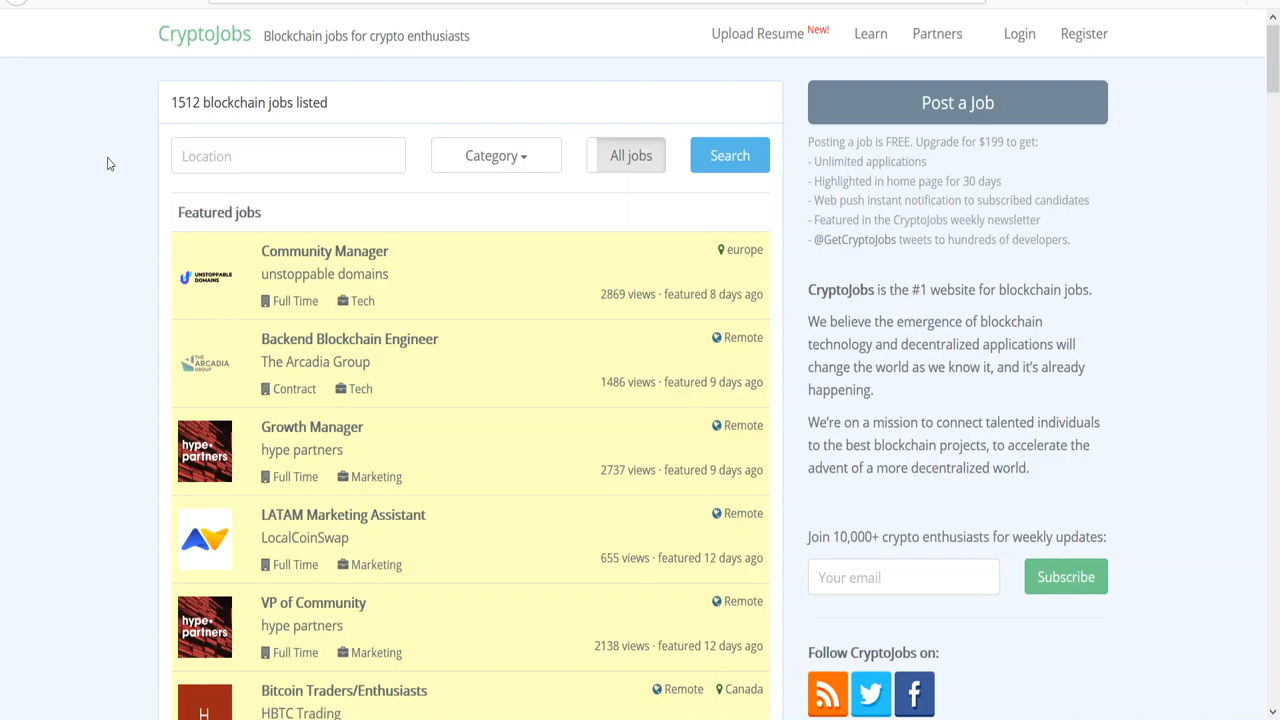 CryptoJobs Blockchain jobs for crypto enthusiasts
Upload Resume New! Learn Partners Login Register
1512 blockchain jobs listed
Location Category All jobs Search
Featured jobs
UNSTOPPABLE DOMAINS
Community Manager
europe
unstoppable domains
2869 views · featured 8 days ago
Full Time Tech
THE ARCADIA GROUP
Backend Blockchain Engineer
Remote
The Arcadia Group
1486 views · featured 9 days ago
Contract Tech
hype partners
Growth Manager
Remote
hype partners
2737 views · featured 9 days ago
Full Time Marketing
LATAM Marketing Assistant
Remote
LocalCoinSwap
655 views · featured 12 days ago
Full Time Marketing
hype partners
VP of Community
Remote
hype partners
2138 views · featured 12 days ago
Full Time Marketing
H
Bitcoin Traders/Enthusiasts
Remote Canada
HBTC Trading
Post a Job
Posting a job is FREE. Upgrade for $199 to get:
- Unlimited applications
- Highlighted in home page for 30 days
- Web push instant notification to subscribed candidates
- Featured in the CryptoJobs weekly newsletter
- @GetCryptoJobs tweets to hundreds of developers.
CryptoJobs is the #1 website for blockchain jobs.
We believe the emergence of blockchain
technology and decentralized applications will
change the world as we know it, and it's already
happening.
We're on a mission to connect talented individuals
to the best blockchain projects, to accelerate the
advent of a more decentralized world.
Join 10,000+ crypto enthusiasts for weekly updates:
Your email Subscribe
Follow CryptoJobs on: